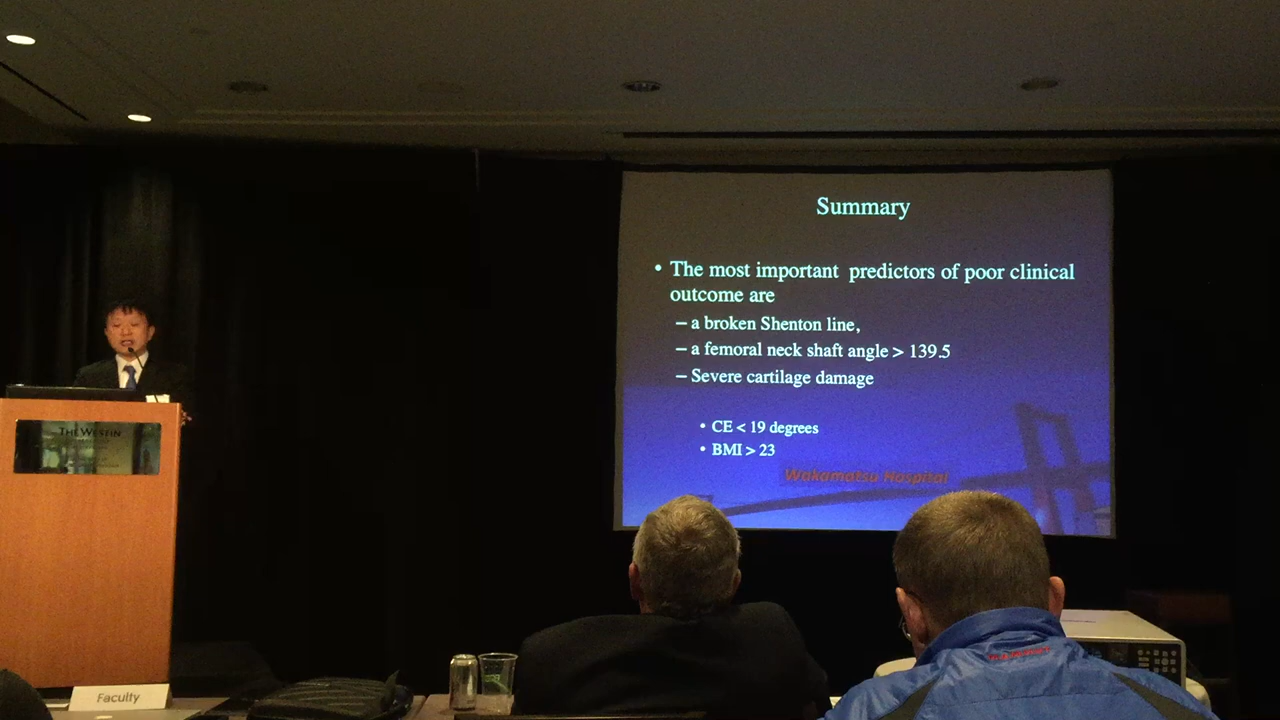 Summary
• The most important predictors of poor clinical
outcome are
– a broken Shenton line,
– a femoral neck shaft angle > 139.5
– Severe cartilage damage
• CE < 19 degrees
• BMI > 23
Wakamatsu Hospital
THE WESTIN
Faculty